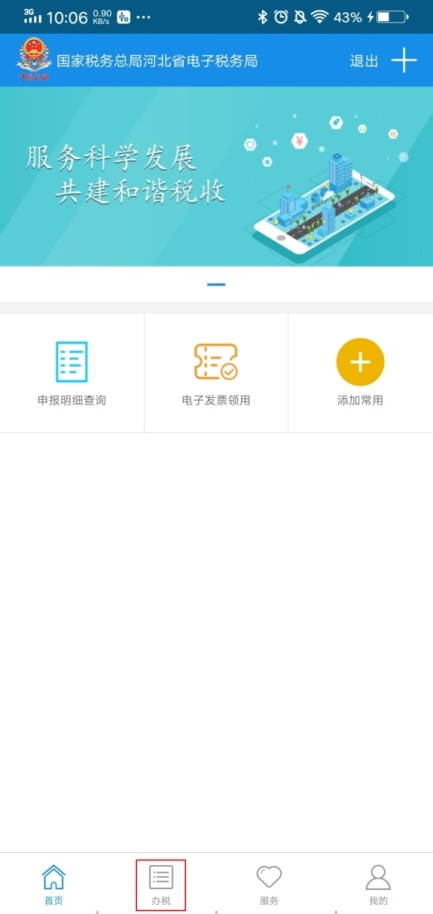 3G 10:06 0.90 KB/s ... 43%
国家税务总局河北省电子税务局 退出
服务科学发展
共建和谐税收
申报明细查询 电子发票领用 添加常用
首页 办税 服务 我的